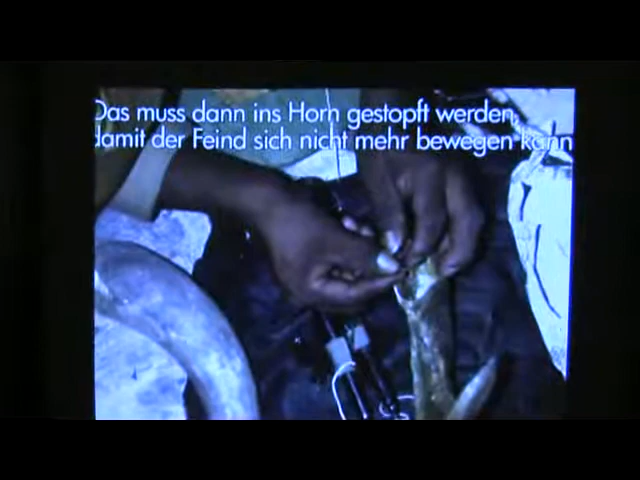 Das muss dann ins Horn gestopft werden,
damit der Feind sich nicht mehr bewegen kann